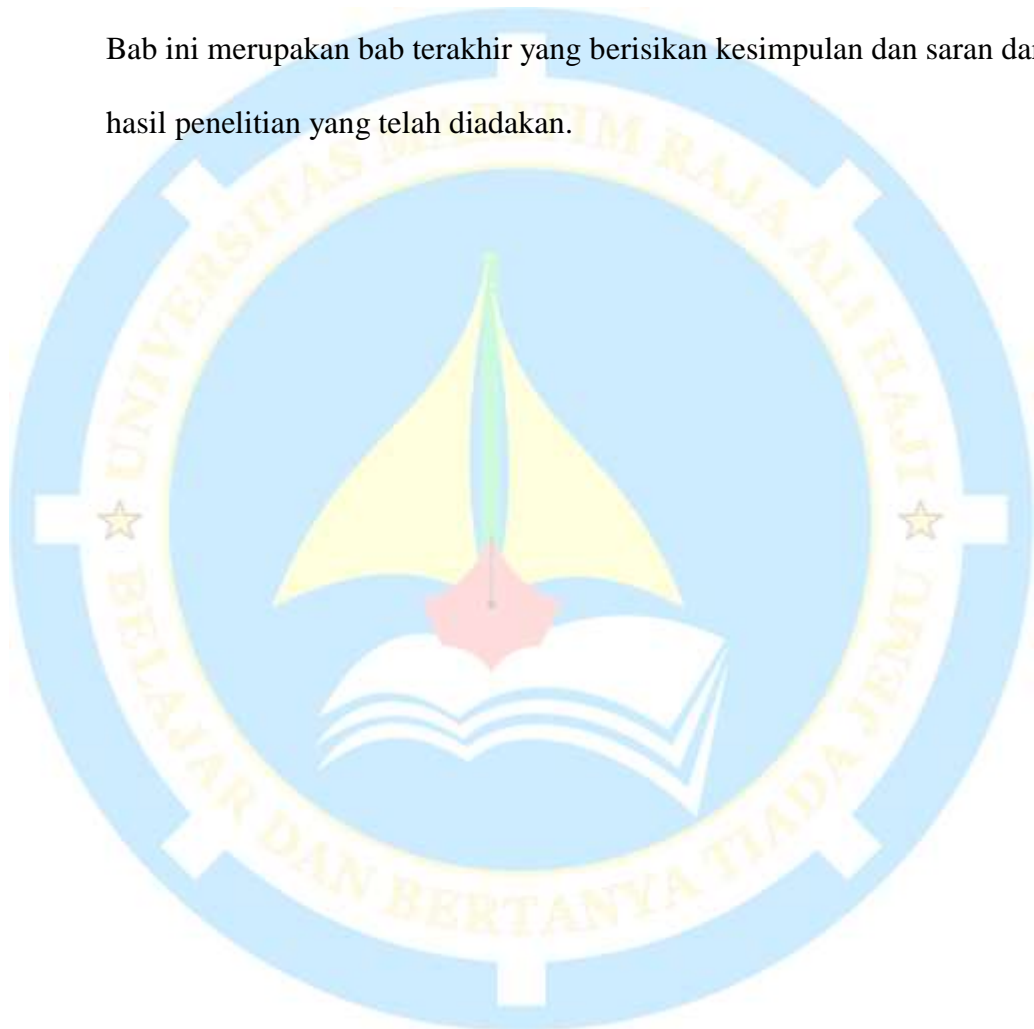 Bab ini merupakan bab terakhir yang berisikan kesimpulan dan saran da
hasil penelitian yang telah diadakan.
UNIVERSITAS MARITIM RAJA ALI HAJI
BELAJAR DAN BERTANYA TIADA JEMU